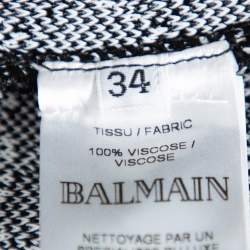 34
TISSU / FABRIC
100% VISCOSE /
VISCOSE
BALMAIN
NETTOYAGE PAR UN